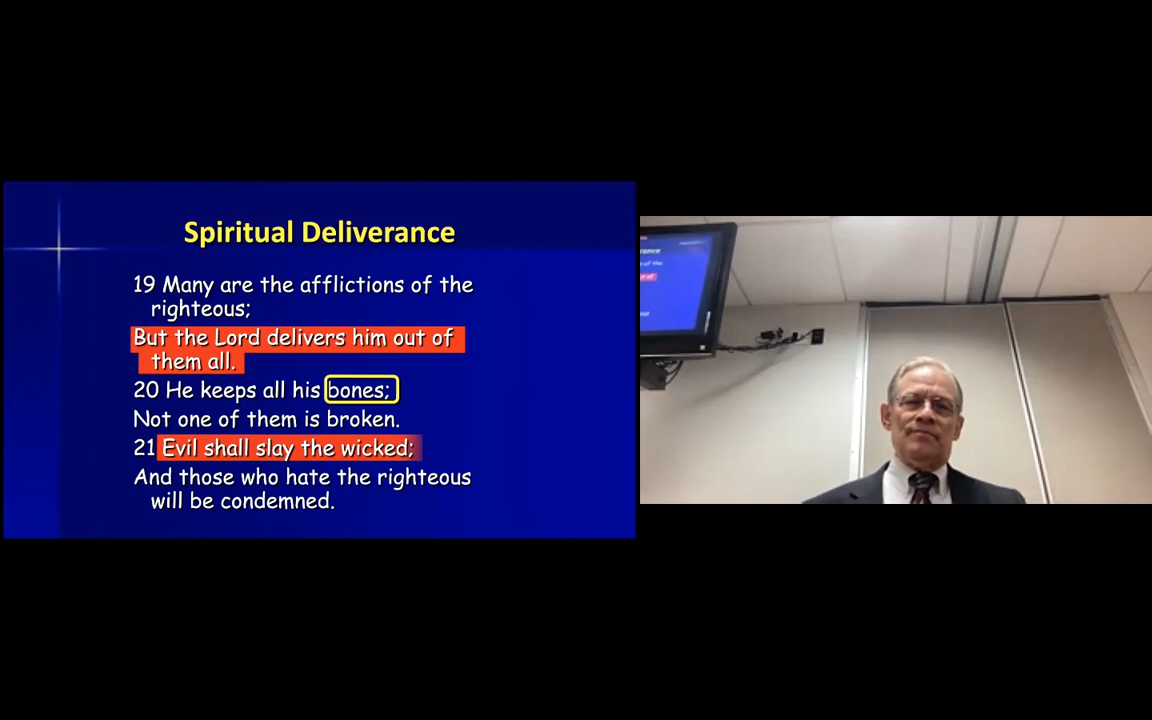 Spiritual Deliverance
19 Many are the afflictions of the
righteous;
But the Lord delivers him out of
them all.
20 He keeps all his bones;
Not one of them is broken.
21 Evil shall slay the wicked;
And those who hate the righteous
will be condemned.